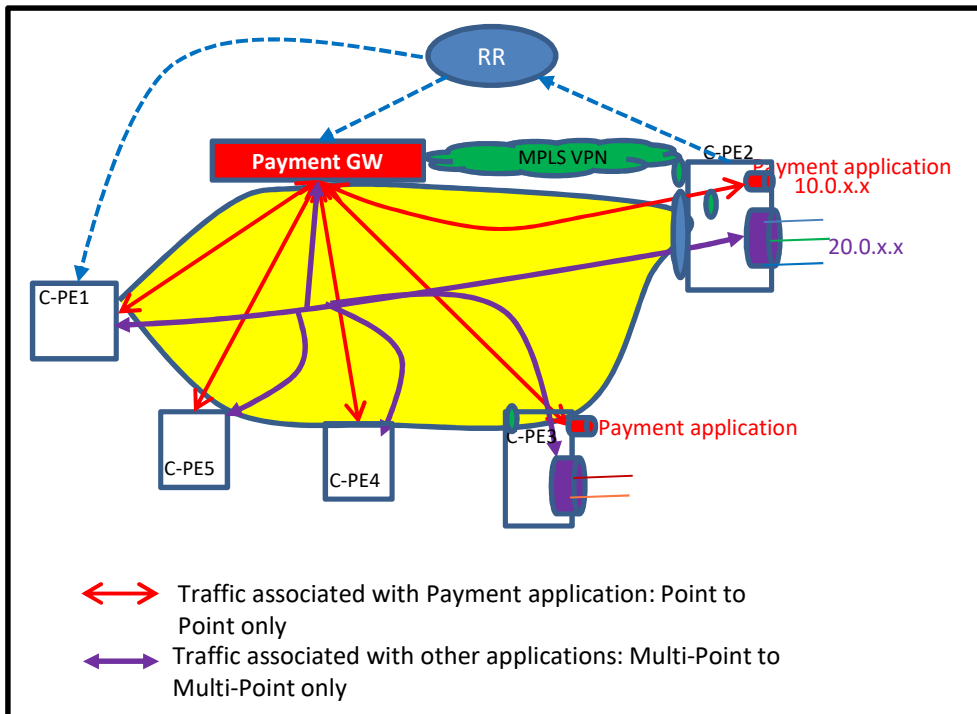 RR
Payment GW
MPLS VPN
C-PE2
Payment application
10.0.x.x
20.0.x.x
C-PE1
C-PE5
C-PE4
C-PE3
Payment application
Traffic associated with Payment application: Point to
Point only
Traffic associated with other applications: Multi-Point to
Multi-Point only